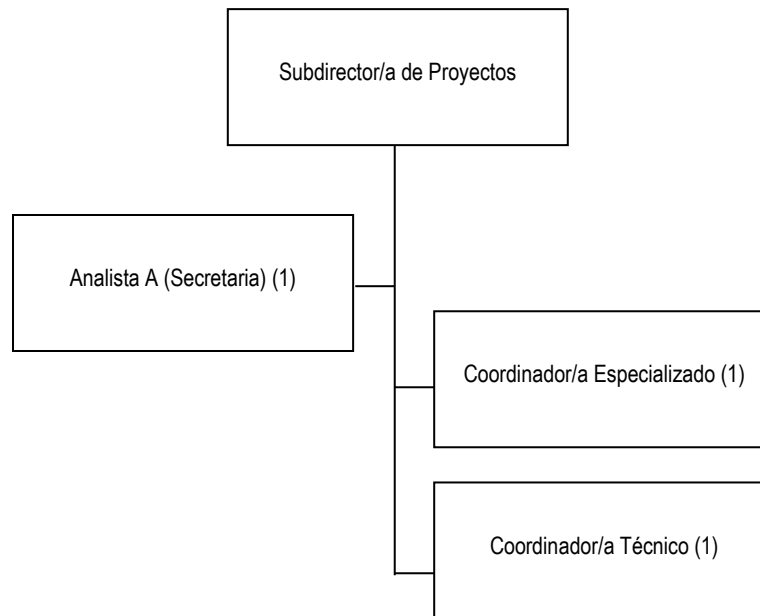 Subdirector/a de Proyectos
Analista A (Secretaria) (1)
Coordinador/a Especializado (1)
Coordinador/a Técnico (1)